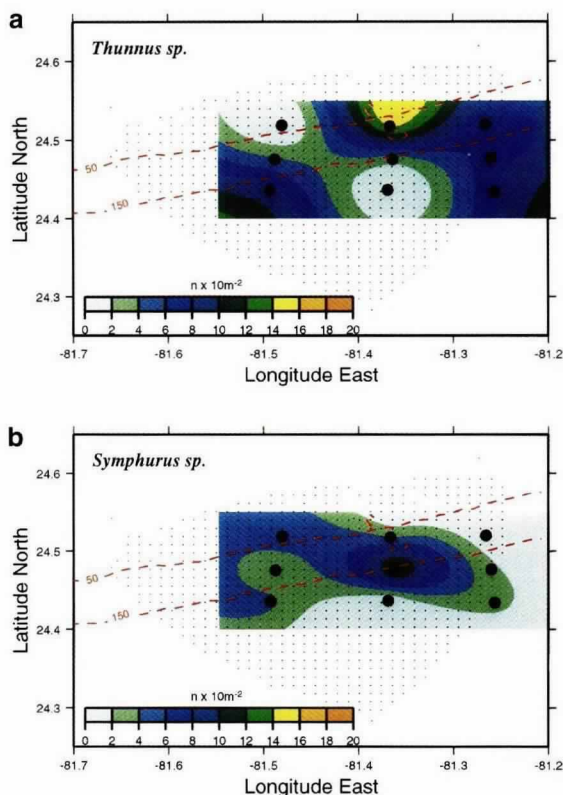 a
Thunnus sp.
24.6
24.5
24.4
24.3
Latitude North
50
150
n x 10m⁻²
0 2 4 6 8 10 12 14 16 18 20
-81.7 -81.6 -81.5 -81.4 -81.3 -81.2
Longitude East
b
Symphurus sp.
24.6
24.5
24.4
24.3
Latitude North
50
150
n x 10m⁻²
0 2 4 6 8 10 12 14 16 18 20
-81.7 -81.6 -81.5 -81.4 -81.3 -81.2
Longitude East